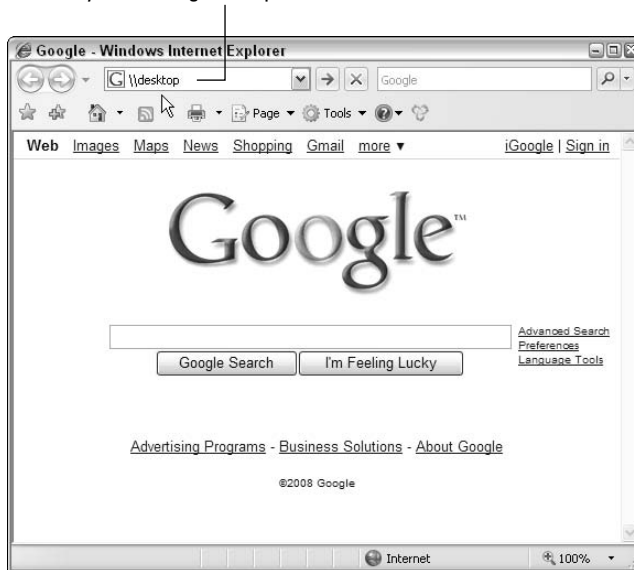 Google - Windows Internet Explorer
\\desktop
Google
Page
Tools
Web Images Maps News Shopping Gmail more ▼
iGoogle | Sign in
Google™
Advanced Search
Preferences
Language Tools
Google Search
I'm Feeling Lucky
Advertising Programs - Business Solutions - About Google
©2008 Google
Internet
100%